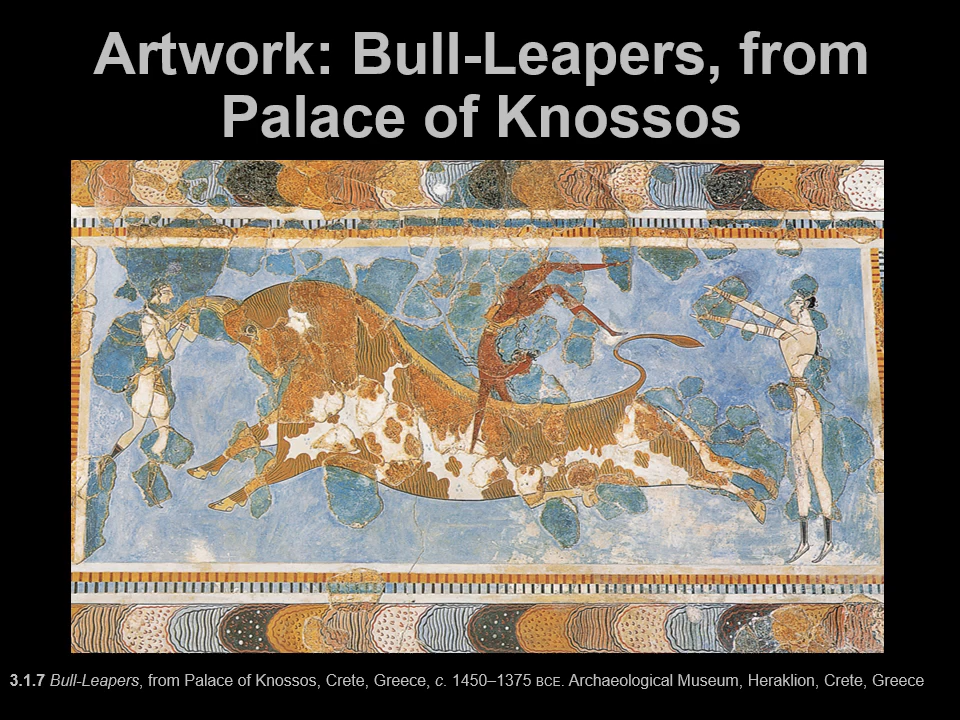 Artwork: Bull-Leapers, from
Palace of Knossos
3.1.7 Bull-Leapers, from Palace of Knossos, Crete, Greece, c. 1450–1375 BCE. Archaeological Museum, Heraklion, Crete, Greece